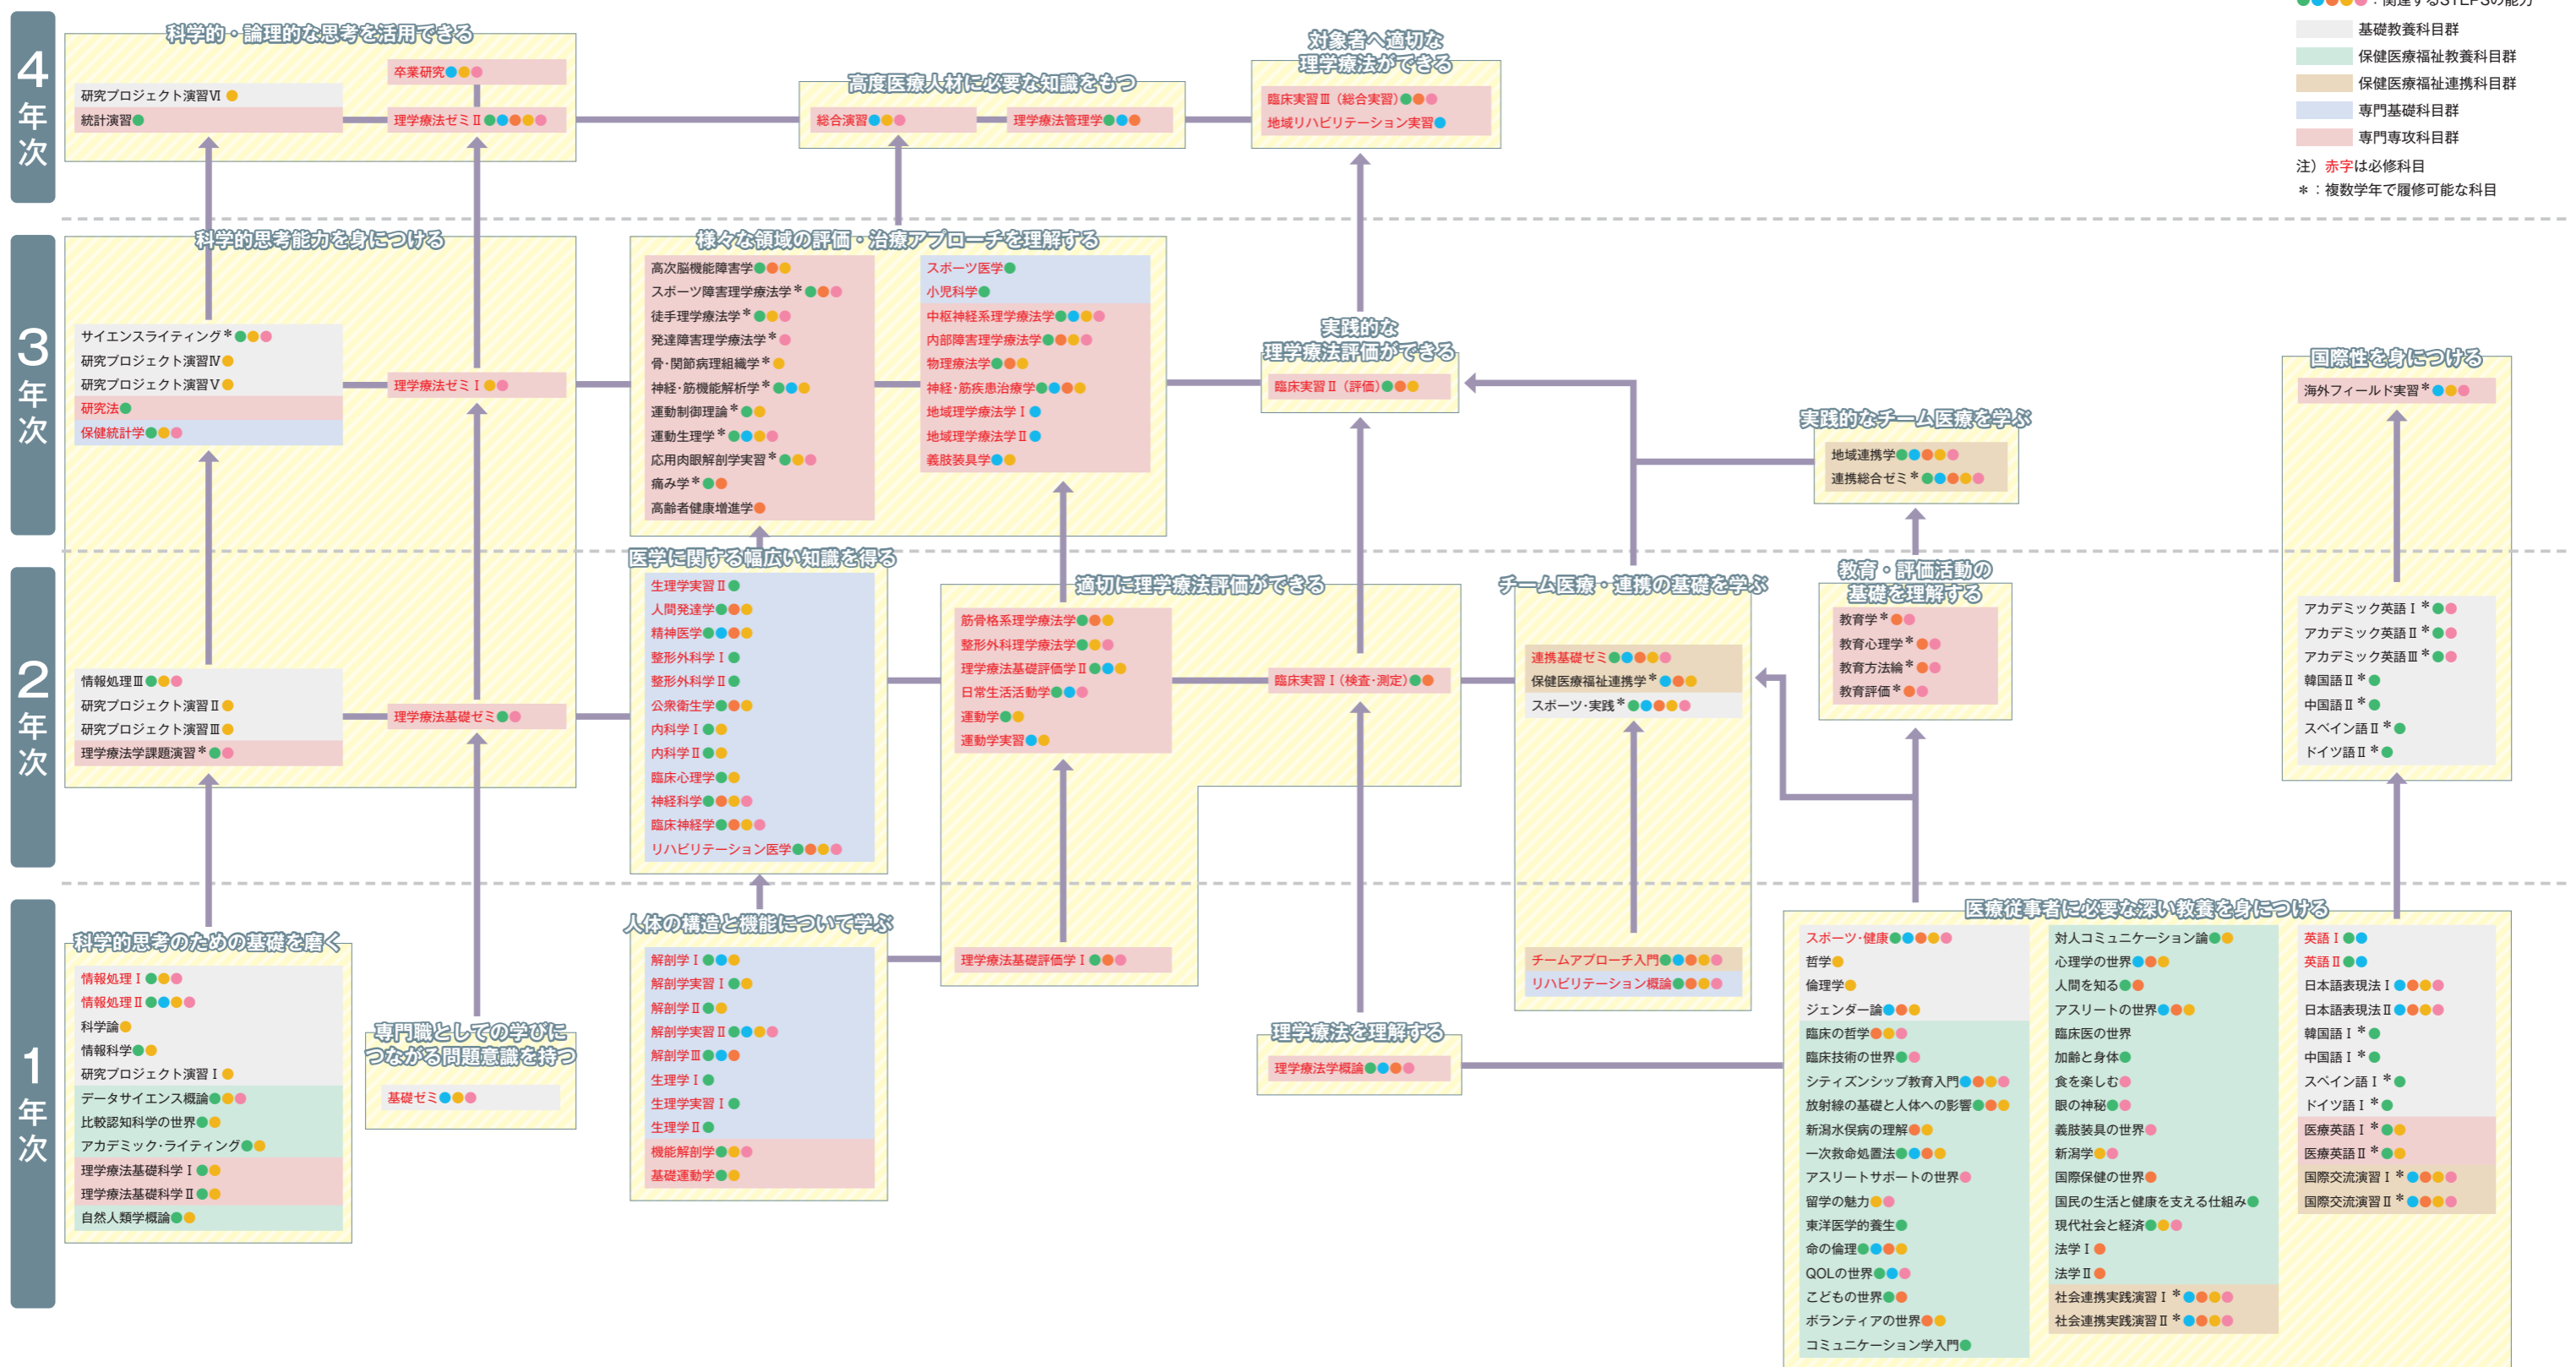 ：関連するSTEPSの能力
基礎教養科目群
保健医療福祉教養科目群
保健医療福祉連携科目群
専門基礎科目群
専門専攻科目群
注）赤字は必修科目
＊：複数学年で履修可能な科目
4年次
科学的・論理的な思考を活用できる
卒業研究
研究プロジェクト演習Ⅵ
統計演習
理学療法ゼミⅡ
高度医療人材に必要な知識をもつ
総合演習
理学療法管理学
対象者へ適切な
理学療法ができる
臨床実習Ⅲ（総合実習）
地域リハビリテーション実習
3年次
科学的思考能力を身につける
サイエンスライティング＊
研究プロジェクト演習Ⅳ
研究プロジェクト演習Ⅴ
研究法
保健統計学
理学療法ゼミⅠ
様々な領域の評価・治療アプローチを理解する
高次脳機能障害学
スポーツ障害理学療法学＊
徒手理学療法学＊
発達障害理学療法学＊
骨・関節病理組織学＊
神経・筋機能解析学＊
運動制御理論＊
運動生理学＊
応用肉眼解剖学実習＊
痛み学＊
高齢者健康増進学
スポーツ医学
小児科学
中枢神経系理学療法学
内部障害理学療法学
物理療法学
神経・筋疾患治療学
地域理学療法学Ⅰ
地域理学療法学Ⅱ
義肢装具学
実践的な
理学療法評価ができる
臨床実習Ⅱ（評価）
実践的なチーム医療を学ぶ
地域連携学
連携総合ゼミ＊
国際性を身につける
海外フィールド実習＊
2年次
情報処理Ⅲ
研究プロジェクト演習Ⅱ
研究プロジェクト演習Ⅲ
理学療法学課題演習＊
理学療法基礎ゼミ
医学に関する幅広い知識を得る
生理学実習Ⅱ
人間発達学
精神医学
整形外科学Ⅰ
整形外科学Ⅱ
公衆衛生学
内科学Ⅰ
内科学Ⅱ
臨床心理学
神経科学
臨床神経学
リハビリテーション医学
適切に理学療法評価ができる
筋骨格系理学療法学
整形外科理学療法学
理学療法基礎評価学Ⅱ
日常生活活動学
運動学
運動学実習
臨床実習Ⅰ（検査・測定）
チーム医療・連携の基礎を学ぶ
連携基礎ゼミ
保健医療福祉連携学＊
スポーツ・実践＊
教育・評価活動の
基礎を理解する
教育学＊
教育心理学＊
教育方法論＊
教育評価＊
アカデミック英語Ⅰ＊
アカデミック英語Ⅱ＊
アカデミック英語Ⅲ＊
韓国語Ⅱ＊
中国語Ⅱ＊
スペイン語Ⅱ＊
ドイツ語Ⅱ＊
1年次
科学的思考のための基礎を磨く
情報処理Ⅰ
情報処理Ⅱ
科学論
情報科学
研究プロジェクト演習Ⅰ
データサイエンス概論
比較認知科学の世界
アカデミック・ライティング
理学療法基礎科学Ⅰ
理学療法基礎科学Ⅱ
自然人類学概論
専門職としての学びに
つながる問題意識を持つ
基礎ゼミ
人体の構造と機能について学ぶ
解剖学Ⅰ
解剖学実習Ⅰ
解剖学Ⅱ
解剖学実習Ⅱ
解剖学Ⅲ
生理学Ⅰ
生理学実習Ⅰ
生理学Ⅱ
機能解剖学
基礎運動学
理学療法基礎評価学Ⅰ
理学療法を理解する
理学療法学概論
チームアプローチ入門
リハビリテーション概論
医療従事者に必要な深い教養を身につける
スポーツ・健康
哲学
倫理学
ジェンダー論
臨床の哲学
臨床技術の世界
シティズンシップ教育入門
放射線の基礎と人体への影響
新潟水俣病の理解
一次救命処置法
アスリートサポートの世界
留学の魅力
東洋医学的養生
命の倫理
QOLの世界
こどもの世界
ボランティアの世界
コミュニケーション学入門
対人コミュニケーション論
心理学の世界
人間を知る
アスリートの世界
臨床医の世界
加齢と身体
食を楽しむ
眼の神秘
義肢装具の世界
新潟学
国際保健の世界
国民の生活と健康を支える仕組み
現代社会と経済
法学Ⅰ
法学Ⅱ
社会連携実践演習Ⅰ＊
社会連携実践演習Ⅱ＊
英語Ⅰ
英語Ⅱ
日本語表現法Ⅰ
日本語表現法Ⅱ
韓国語Ⅰ＊
中国語Ⅰ＊
スペイン語Ⅰ＊
ドイツ語Ⅰ＊
医療英語Ⅰ＊
医療英語Ⅱ＊
国際交流演習Ⅰ＊
国際交流演習Ⅱ＊